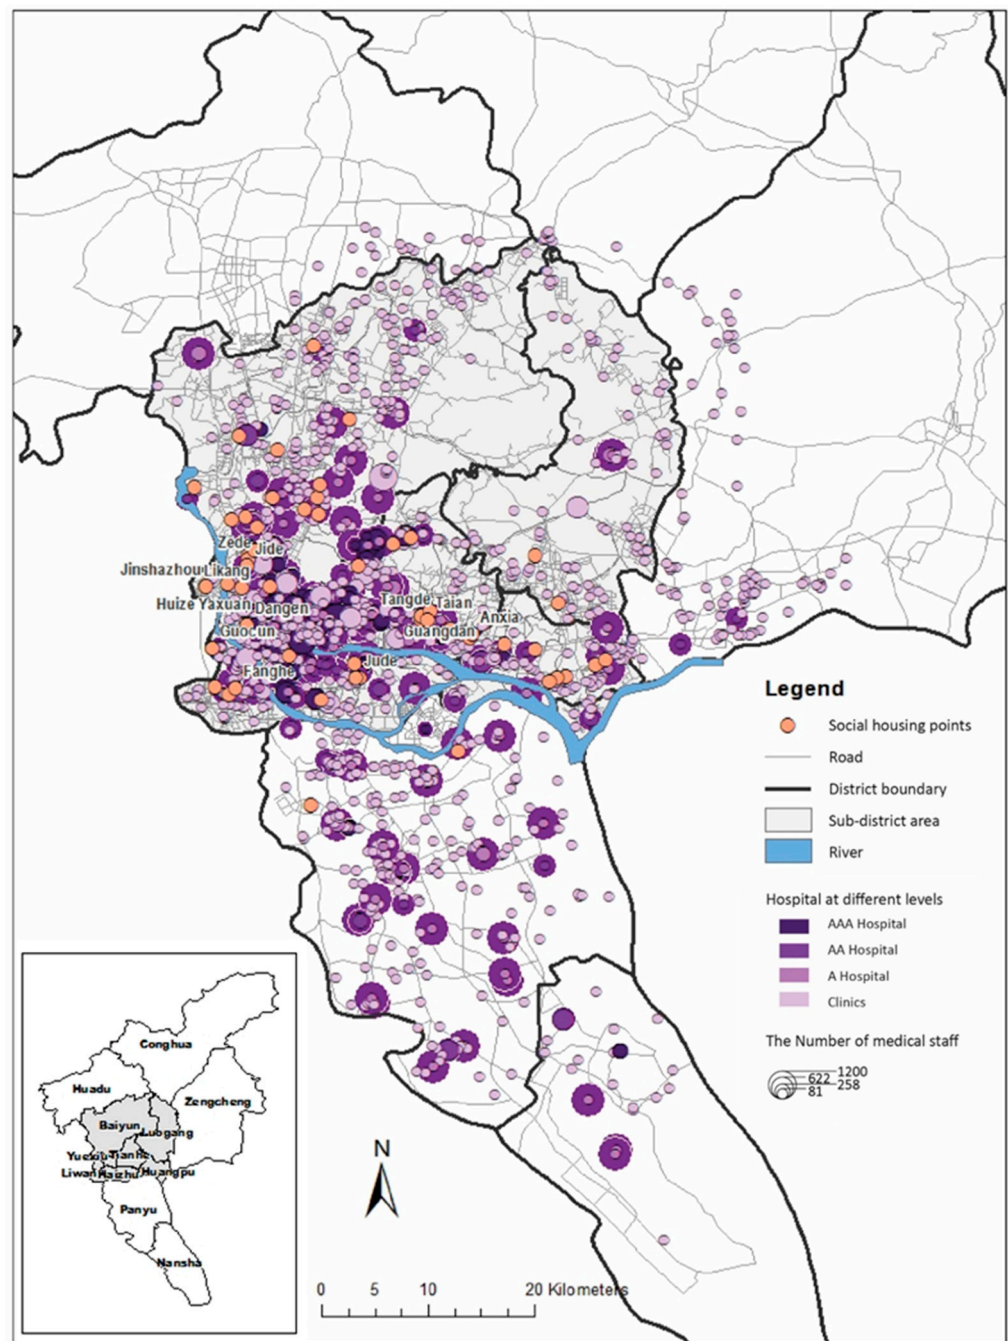 Zede Jide
Jinshazhou Likang
Huize Yaxuan Dangen
Tangde Taian
Guocun
Guangdan Anxia
Fanghe
Jude
Legend
Social housing points
Road
District boundary
Sub-district area
River
Hospital at different levels
AAA Hospital
AA Hospital
A Hospital
Clinics
The Number of medical staff
1200
622
258
81
Conghua
Huadu
Zengcheng
Baiyun
Luogang
Yuexiu Tianhe
Liwan Haizhu Huangpu
Panyu
Nansha
N
0 5 10 20 Kilometers